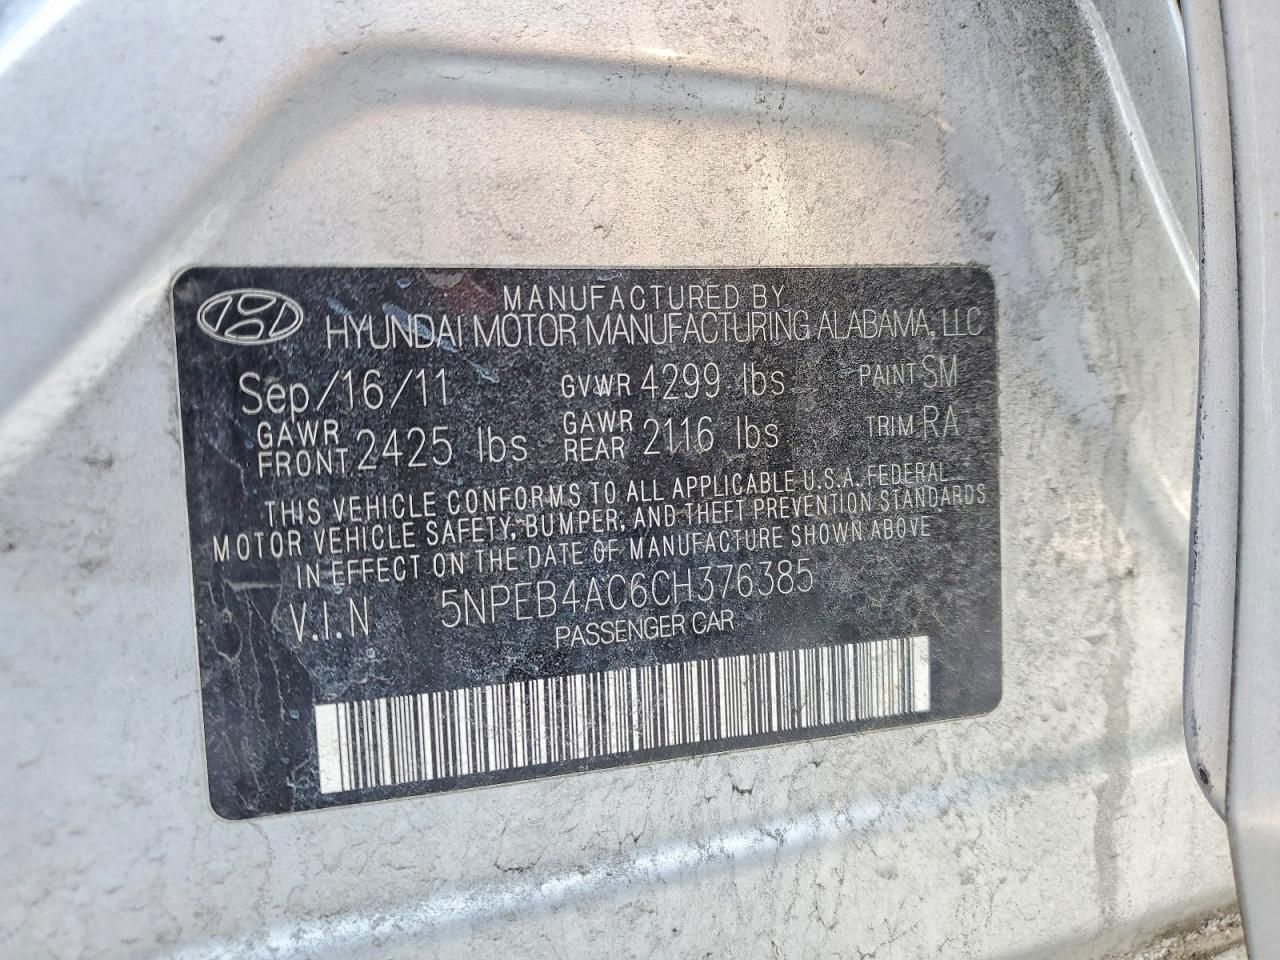 MANUFACTURED BY
HYUNDAI MOTOR MANUFACTURING ALABAMA, LLC
Sep/16/11 GVWR 4299 lbs PAINT SM
GAWR FRONT 2425 lbs GAWR REAR 2116 lbs TRIM RA
THIS VEHICLE CONFORMS TO ALL APPLICABLE U.S.A. FEDERAL
MOTOR VEHICLE SAFETY, BUMPER, AND THEFT PREVENTION STANDARDS
IN EFFECT ON THE DATE OF MANUFACTURE SHOWN ABOVE
V.I.N 5NPEB4AC6CH376385
PASSENGER CAR